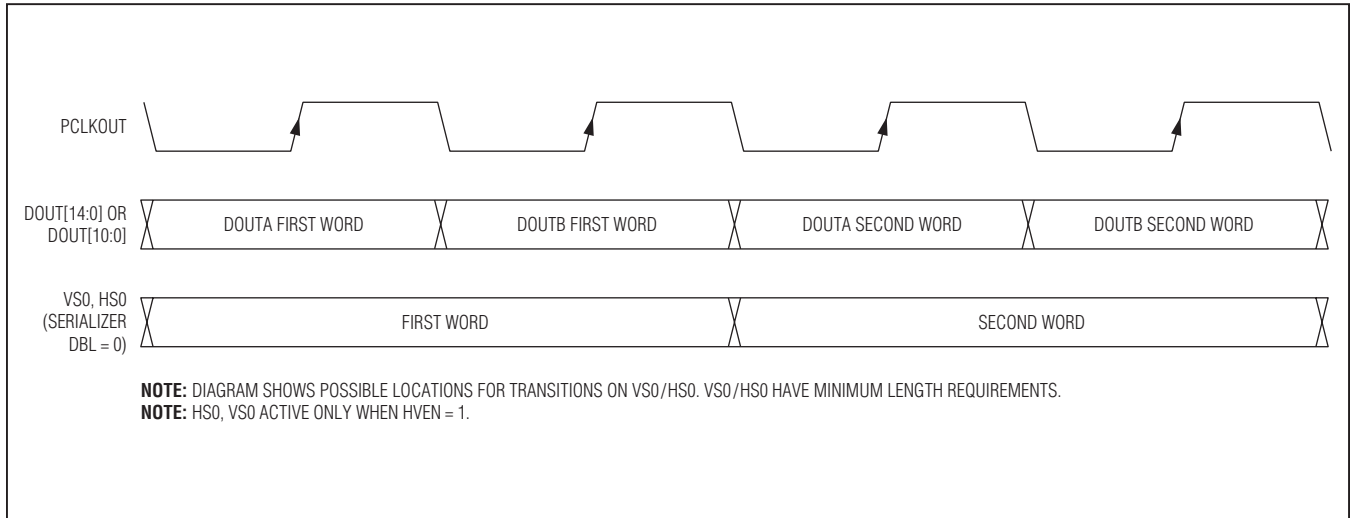 PCLKOUT
DOUT[14:0] OR
DOUT[10:0]
DOUTA FIRST WORD
DOUTB FIRST WORD
DOUTA SECOND WORD
DOUTB SECOND WORD
VS0, HS0
(SERIALIZER
DBL = 0)
FIRST WORD
SECOND WORD
NOTE: DIAGRAM SHOWS POSSIBLE LOCATIONS FOR TRANSITIONS ON VS0/HS0. VS0/HS0 HAVE MINIMUM LENGTH REQUIREMENTS.
NOTE: HS0, VS0 ACTIVE ONLY WHEN HVEN = 1.